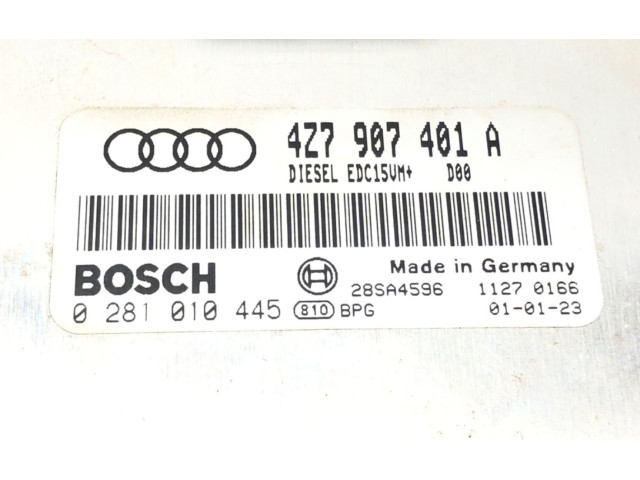 4Z7 907 401 A
DIESEL EDC15VM+ D00
BOSCH
Made in Germany
28SA4596 1127 0166
0 281 010 445 810 BPG 01-01-23